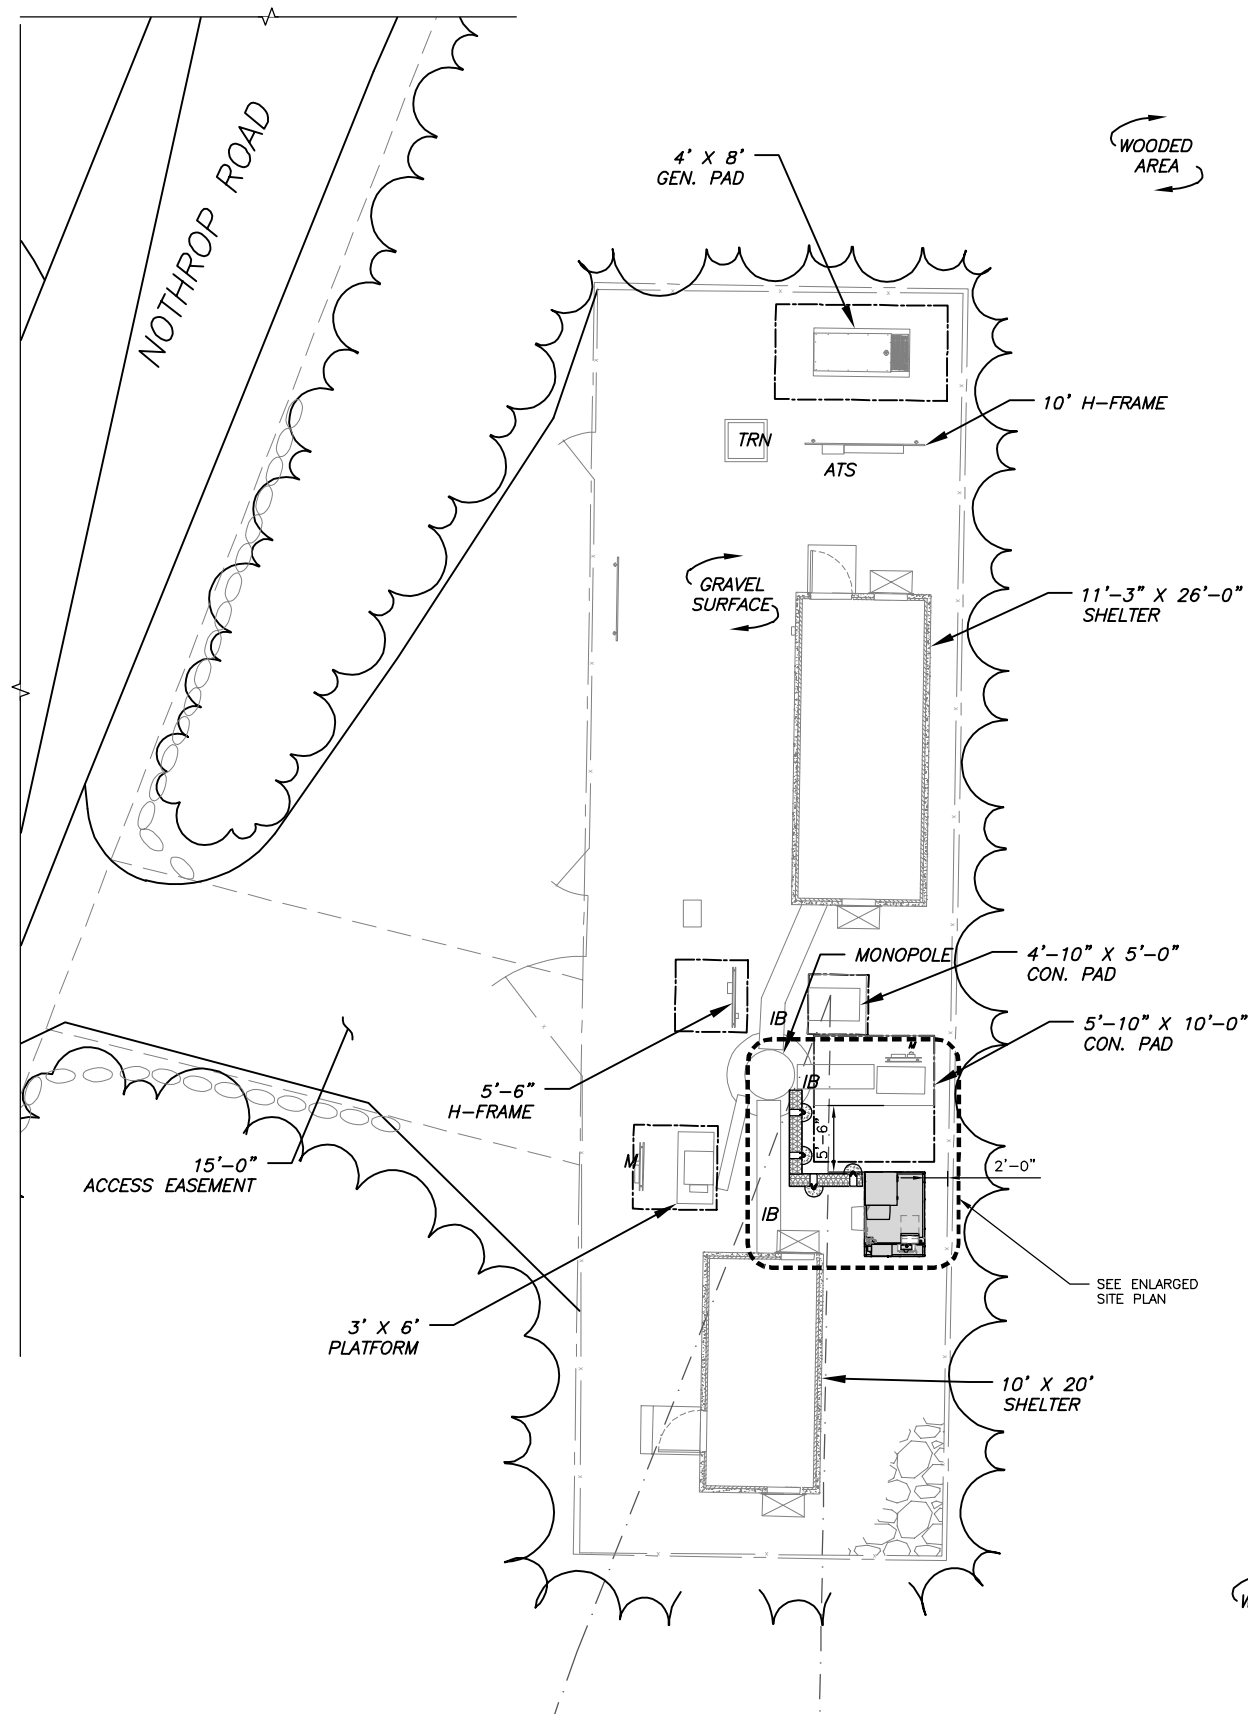 WOODED
AREA
4' X 8'
GEN. PAD
NOTHROP ROAD
10' H-FRAME
TRN
ATS
GRAVEL
SURFACE
11'-3" X 26'-0"
SHELTER
MONOPOLE
4'-10" X 5'-0"
CON. PAD
IB
5'-10" X 10'-0"
CON. PAD
IB
5'-6"
H-FRAME
5'-6"
M
15'-0"
ACCESS EASEMENT
2'-0"
IB
SEE ENLARGED
SITE PLAN
3' X 6'
PLATFORM
10' X 20'
SHELTER